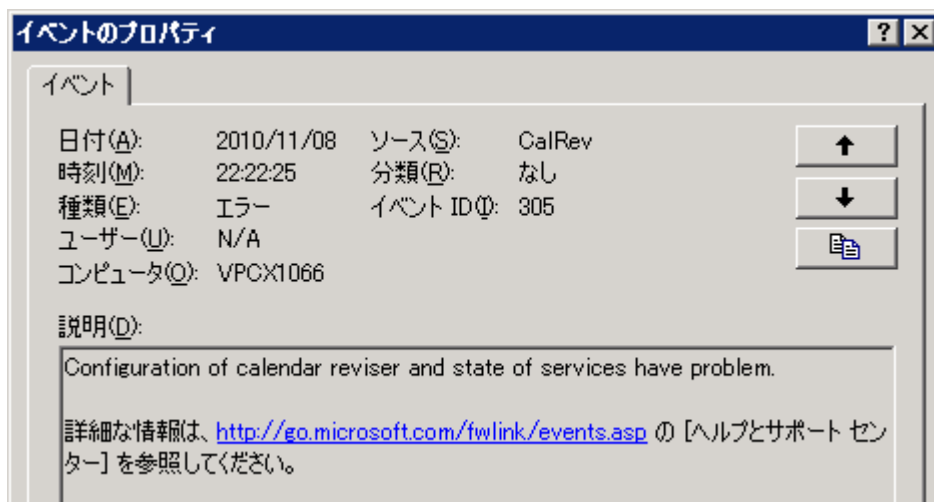 イベントのプロパティ
イベント
日付(A): 2010/11/08 ソース(S): CalRev
時刻(M): 22:22:25 分類(R): なし
種類(E): エラー イベント ID(I): 305
ユーザー(U): N/A
コンピュータ(O): VPCX1066
説明(D):
Configuration of calendar reviser and state of services have problem.
詳細な情報は、http://go.microsoft.com/fwlink/events.asp の [ヘルプとサポート セン
ター] を参照してください。